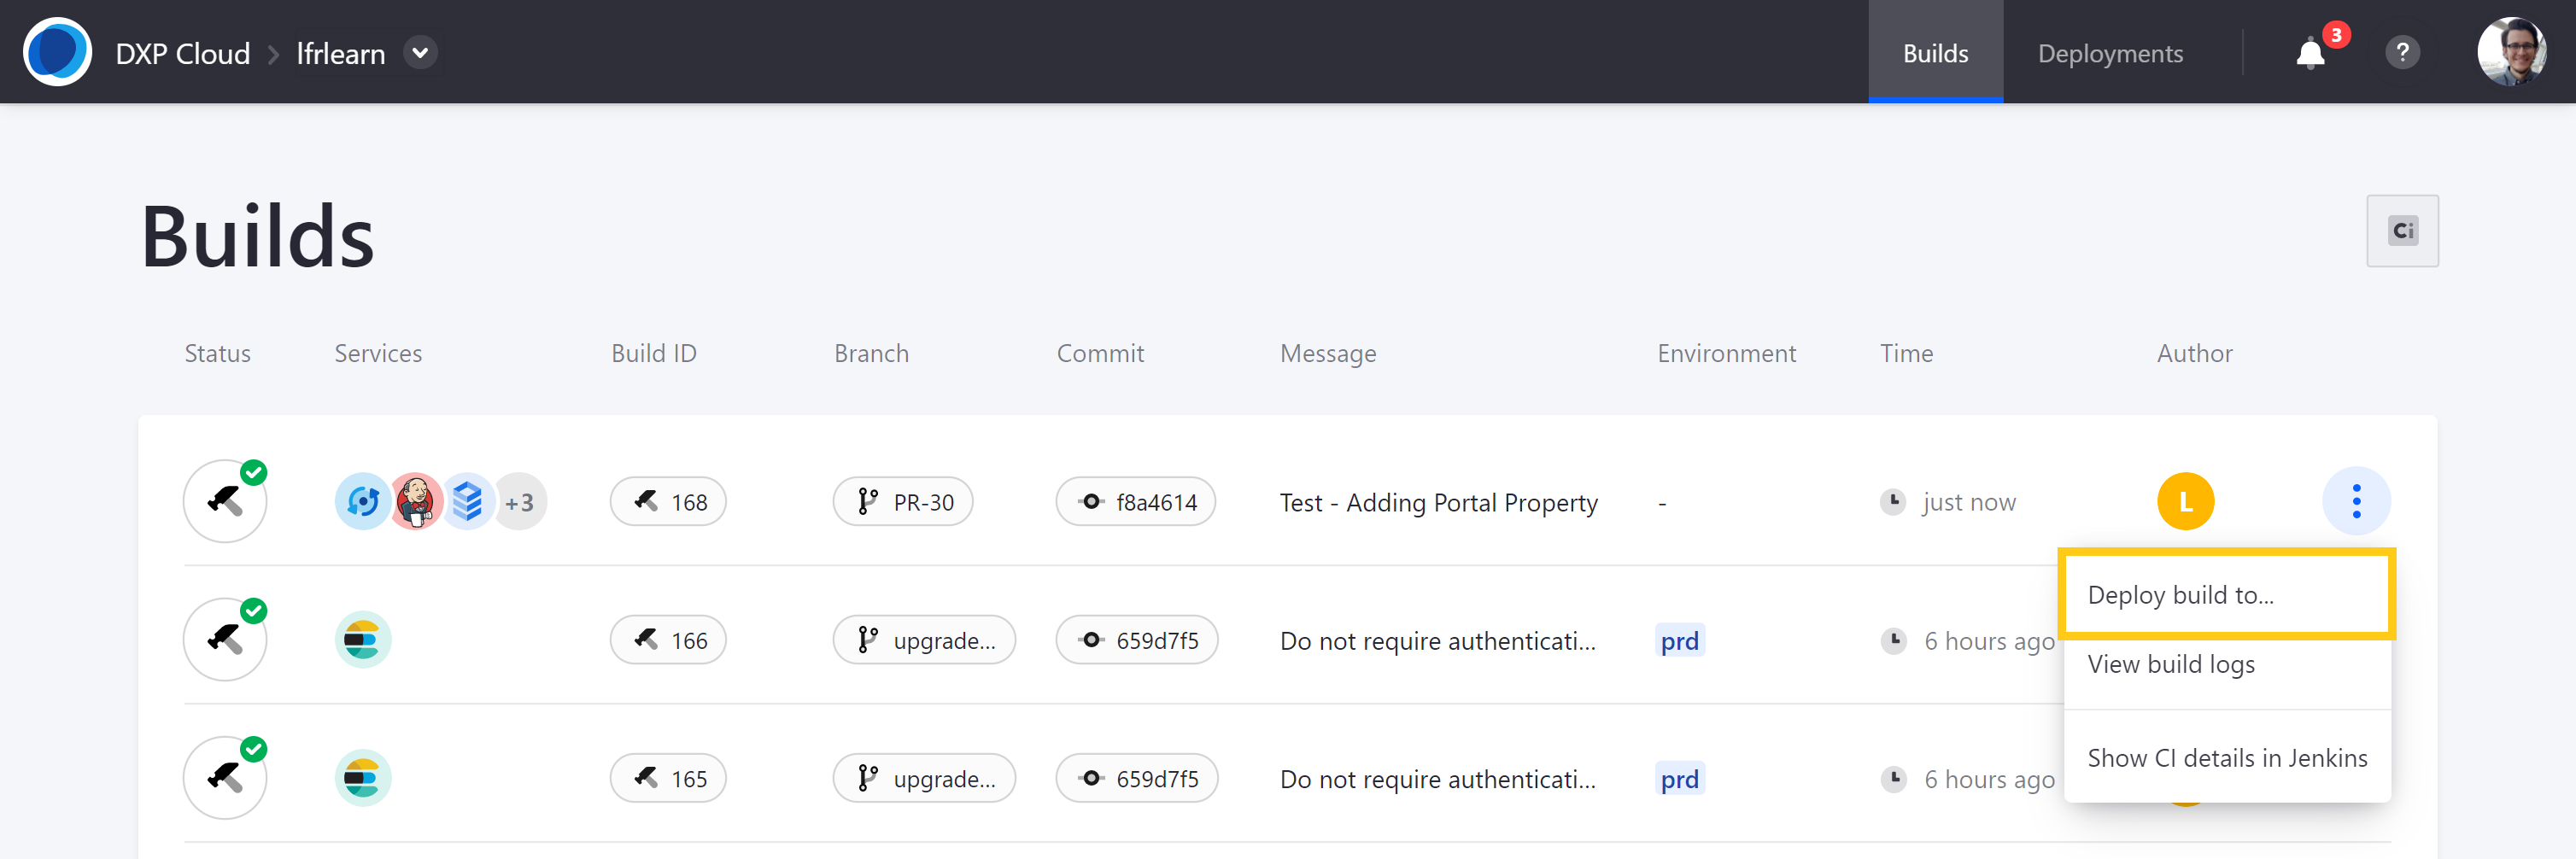 DXP Cloud > lfrlearn
Builds
Deployments
3
?
Builds
Ci
Status Services Build ID Branch Commit Message Environment Time Author
+3 168 PR-30 f8a4614 Test - Adding Portal Property - just now L
Deploy build to...
166 upgrade... 659d7f5 Do not require authenticati... prd 6 hours ago
View build logs
165 upgrade... 659d7f5 Do not require authenticati... prd 6 hours ago
Show CI details in Jenkins